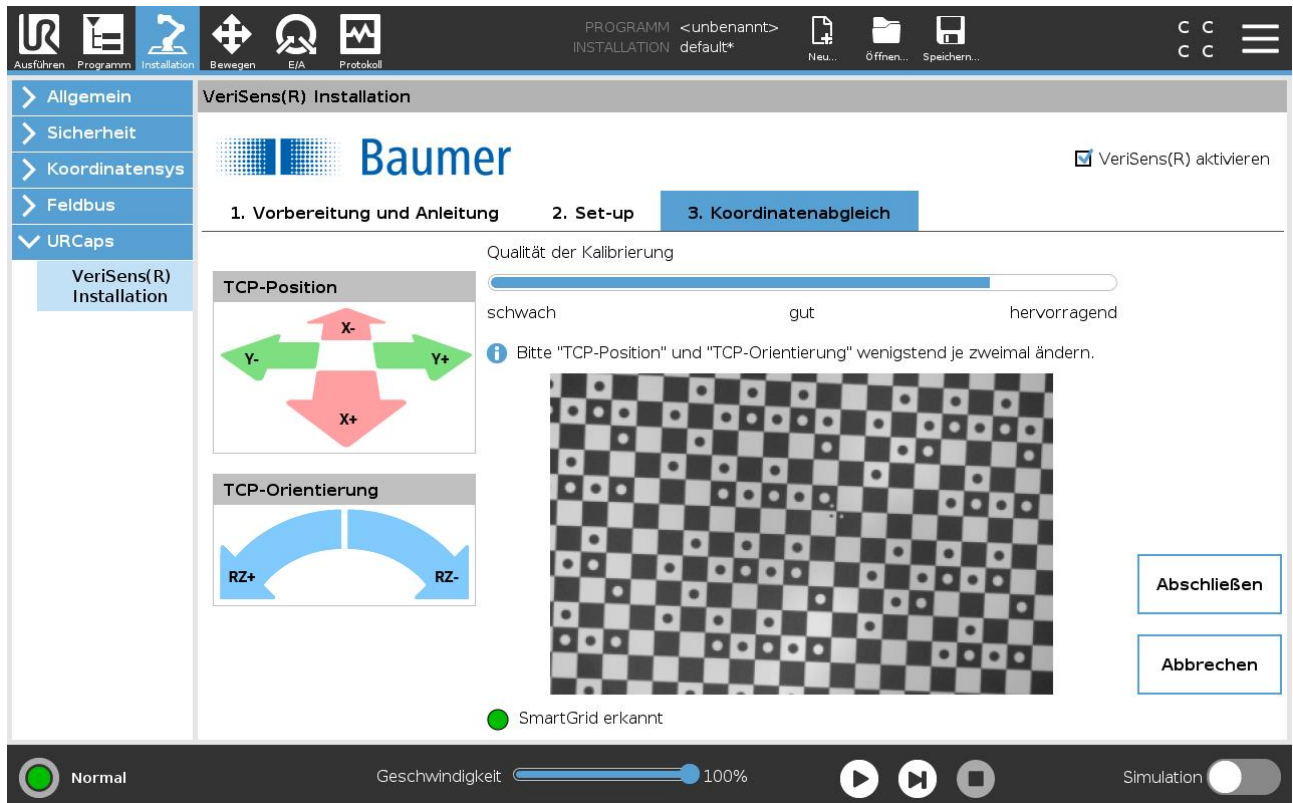 PROGRAMM <unbenannt>
INSTALLATION default*
Ausführen Programm Installation Bewegen E/A Protokoll Neu... Öffnen... Speichern...
C C
C C
Allgemein
Sicherheit
Koordinatensys
Feldbus
URCaps
VeriSens(R)
Installation
VeriSens(R) Installation
Baumer
VeriSens(R) aktivieren
1. Vorbereitung und Anleitung 2. Set-up 3. Koordinatenabgleich
TCP-Position
X-
Y- Y+
X+
TCP-Orientierung
RZ+ RZ-
Qualität der Kalibrierung
schwach gut hervorragend
Bitte "TCP-Position" und "TCP-Orientierung" wenigstend je zweimal ändern.
SmartGrid erkannt
Abschließen
Abbrechen
Normal Geschwindigkeit 100% Simulation